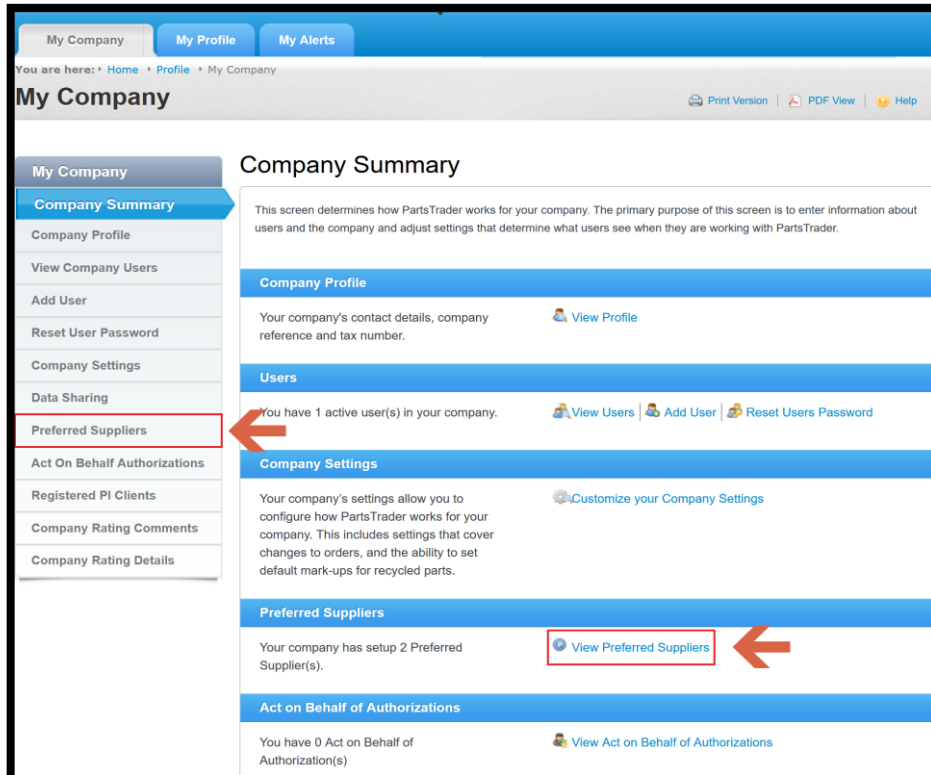 My Company
My Profile
My Alerts
You are here: Home Profile My Company
My Company
Print Version
PDF View
Help
My Company
Company Summary
Company Profile
View Company Users
Add User
Reset User Password
Company Settings
Data Sharing
Preferred Suppliers
Act On Behalf Authorizations
Registered PI Clients
Company Rating Comments
Company Rating Details
Company Summary
This screen determines how PartsTrader works for your company. The primary purpose of this screen is to enter information about
users and the company and adjust settings that determine what users see when they are working with PartsTrader.
Company Profile
Your company's contact details, company
reference and tax number.
View Profile
Users
You have 1 active user(s) in your company.
View Users
Add User
Reset Users Password
Company Settings
Your company's settings allow you to
configure how PartsTrader works for your
company. This includes settings that cover
changes to orders, and the ability to set
default mark-ups for recycled parts.
Customize your Company Settings
Preferred Suppliers
Your company has setup 2 Preferred
Supplier(s).
P View Preferred Suppliers
Act on Behalf of Authorizations
You have 0 Act on Behalf of
Authorization(s)
View Act on Behalf of Authorizations